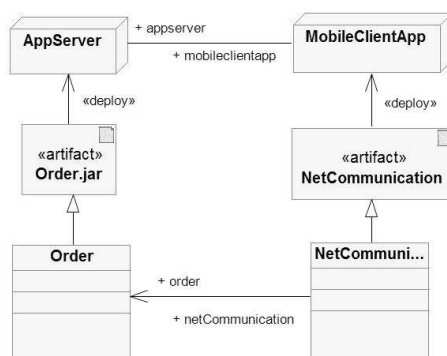 + appserver
AppServer
MobileClientApp
+ mobileclientapp
«deploy»
«deploy»
«artifact»
Order.jar
«artifact»
NetCommunication
Order
NetCommuni...
+ order
+ netCommunication